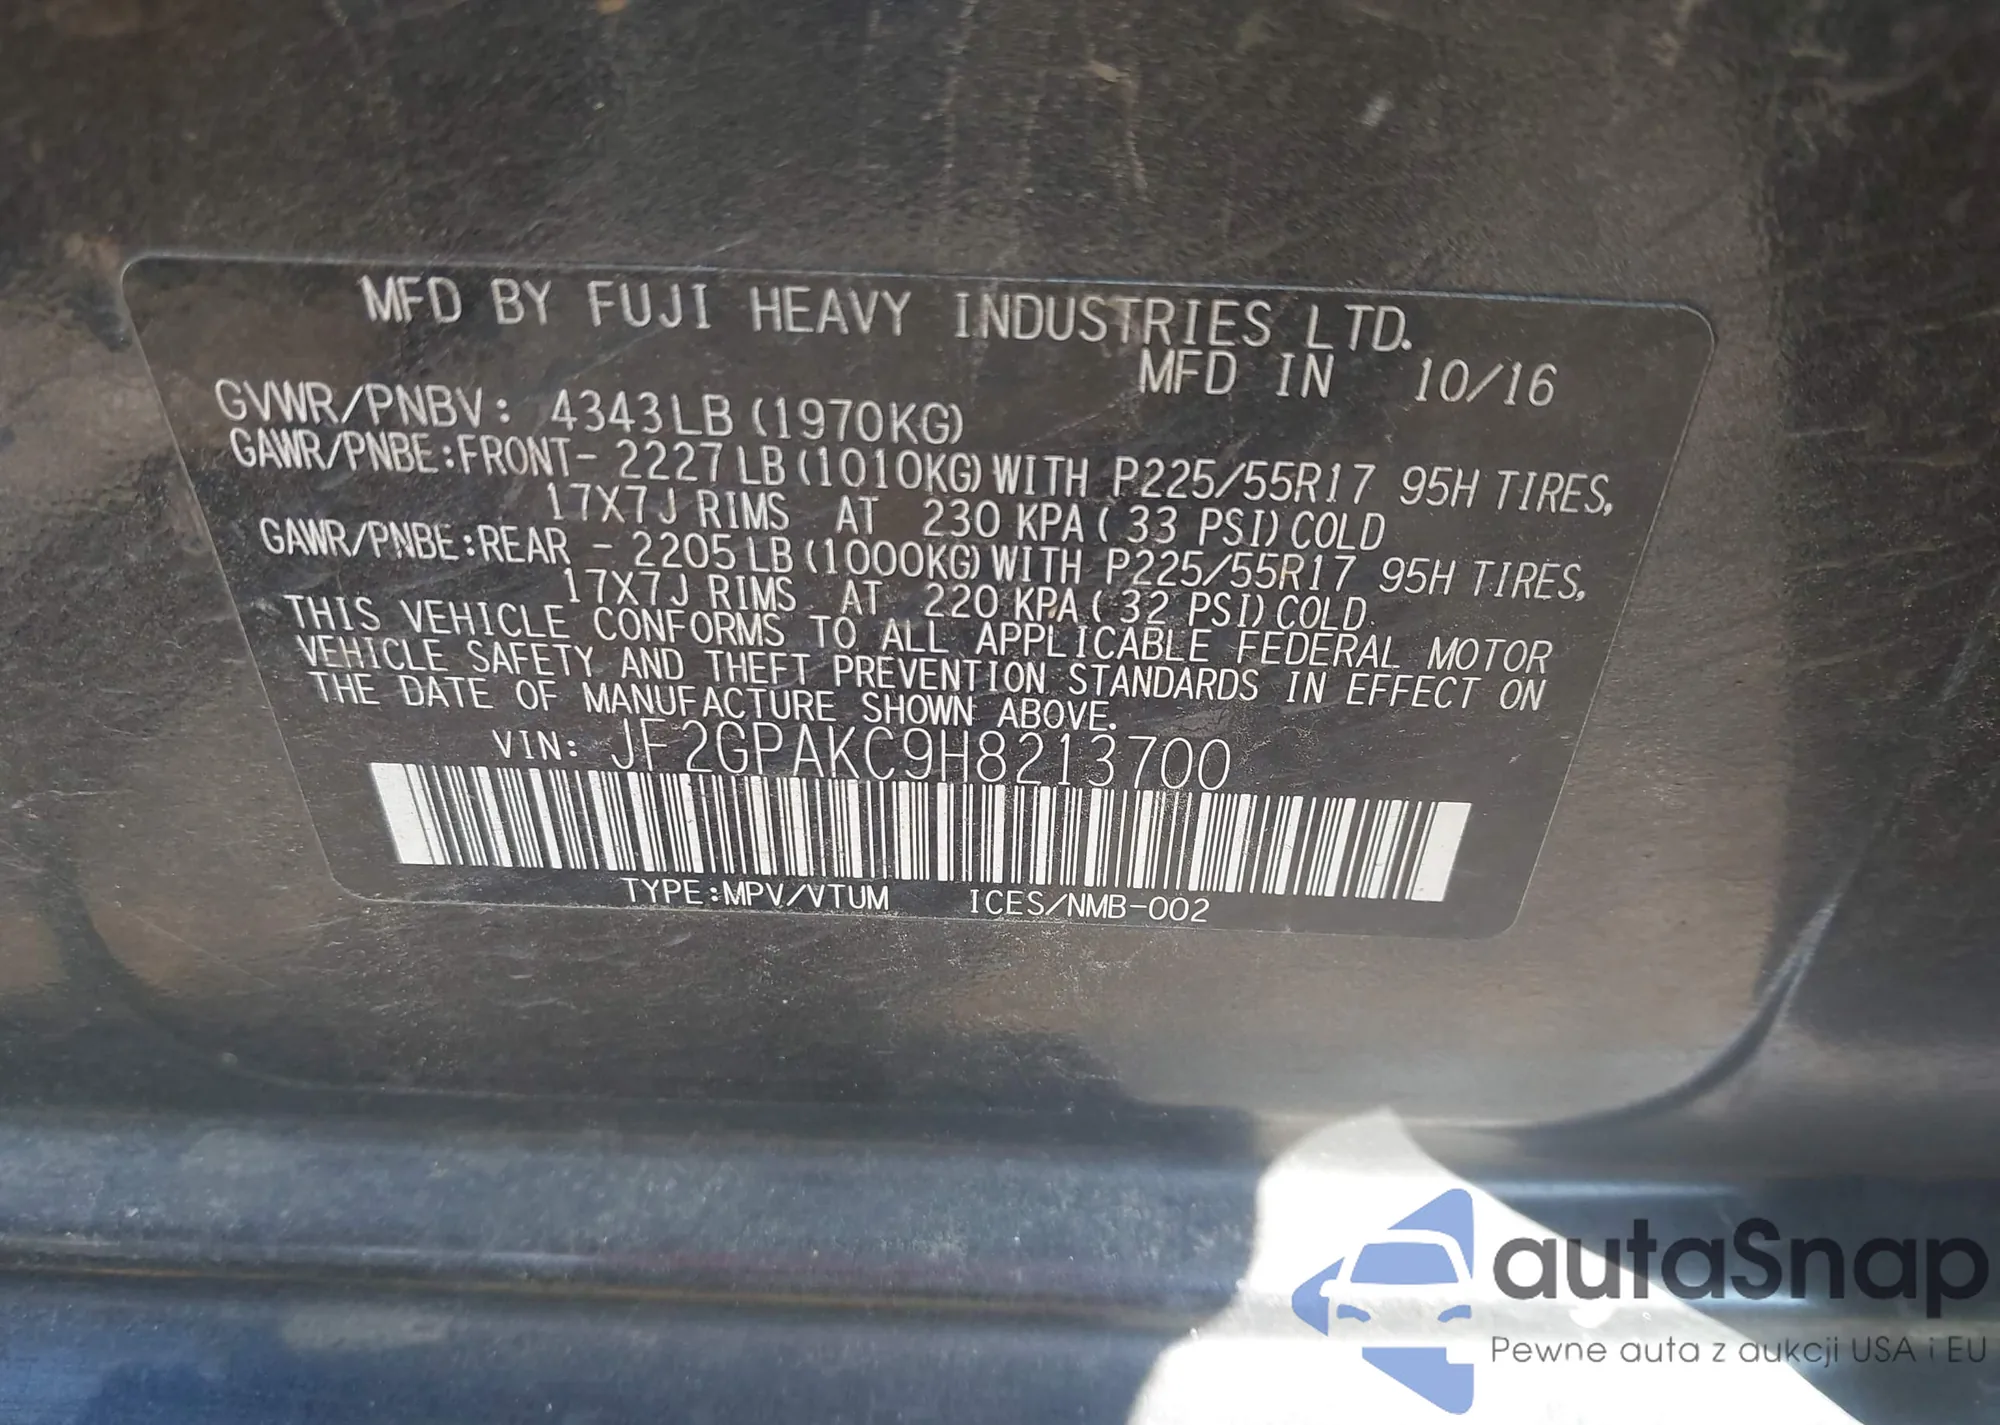 MFD BY FUJI HEAVY INDUSTRIES LTD.
MFD IN 10/16
GVWR/PNBV: 4343LB (1970KG)
GAWR/PNBE:FRONT- 2227LB(1010KG)WITH P225/55R17 95H TIRES,
17X7J RIMS AT 230 KPA( 33 PSI)COLD
GAWR/PNBE:REAR - 2205LB(1000KG)WITH P225/55R17 95H TIRES,
17X7J RIMS AT 220 KPA( 32 PSI)COLD.
THIS VEHICLE CONFORMS TO ALL APPLICABLE FEDERAL MOTOR
VEHICLE SAFETY AND THEFT PREVENTION STANDARDS IN EFFECT ON
THE DATE OF MANUFACTURE SHOWN ABOVE.
VIN: JF2GPAKC9H8213700
TYPE:MPV/VTUM ICES/NMB-002
autaSnap
Pewne auta z aukcji USA i EU